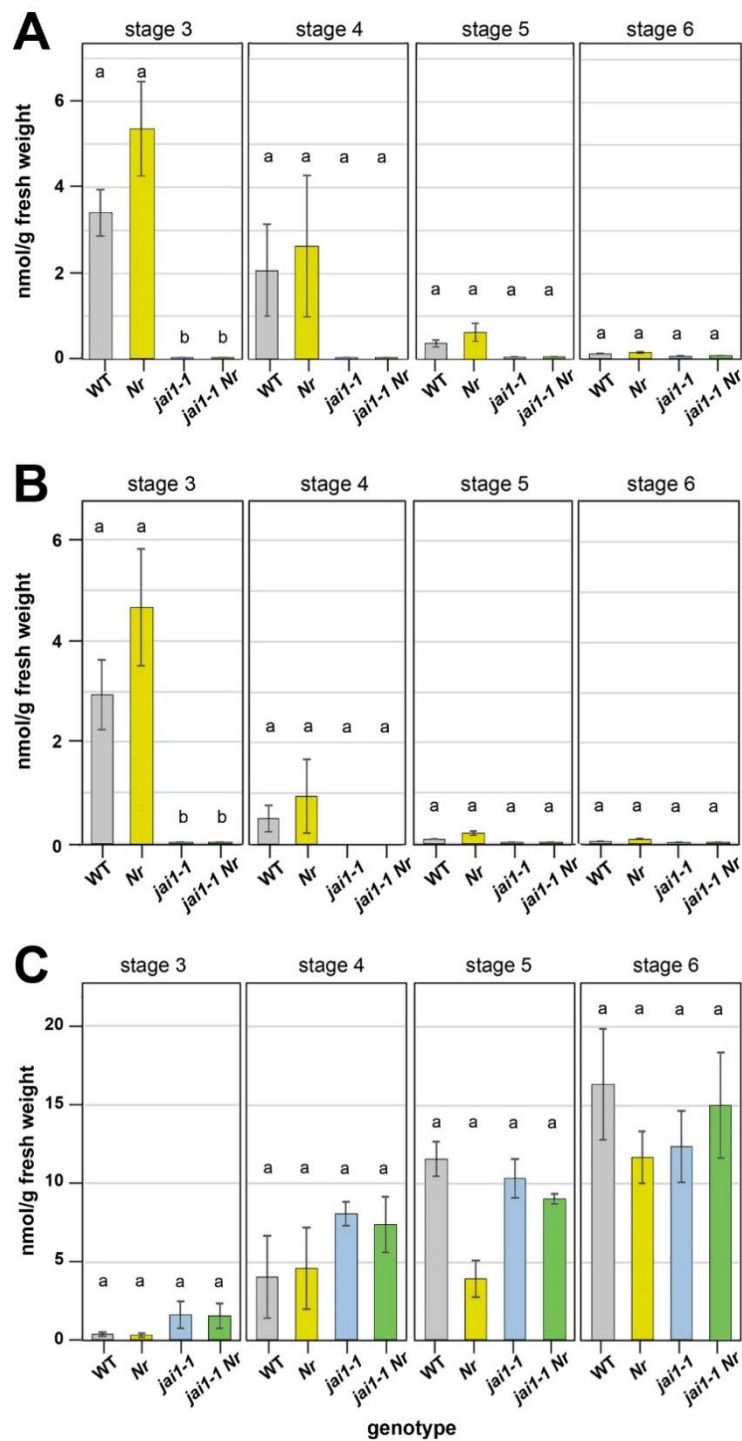 A
stage 3 stage 4 stage 5 stage 6
nmol/g fresh weight
6
4
2
0
a a b b a a a a a a a a a a a a
WT Nr jai1-1 jai1-1 Nr WT Nr jai1-1 jai1-1 Nr WT Nr jai1-1 jai1-1 Nr WT Nr jai1-1 jai1-1 Nr
B
stage 3 stage 4 stage 5 stage 6
nmol/g fresh weight
6
4
2
0
a a b b a a a a a a a a a a a a
WT Nr jai1-1 jai1-1 Nr WT Nr jai1-1 jai1-1 Nr WT Nr jai1-1 jai1-1 Nr WT Nr jai1-1 jai1-1 Nr
C
stage 3 stage 4 stage 5 stage 6
nmol/g fresh weight
20
15
10
5
0
a a a a a a a a a a a a a a a a
WT Nr jai1-1 jai1-1 Nr WT Nr jai1-1 jai1-1 Nr WT Nr jai1-1 jai1-1 Nr WT Nr jai1-1 jai1-1 Nr
genotype